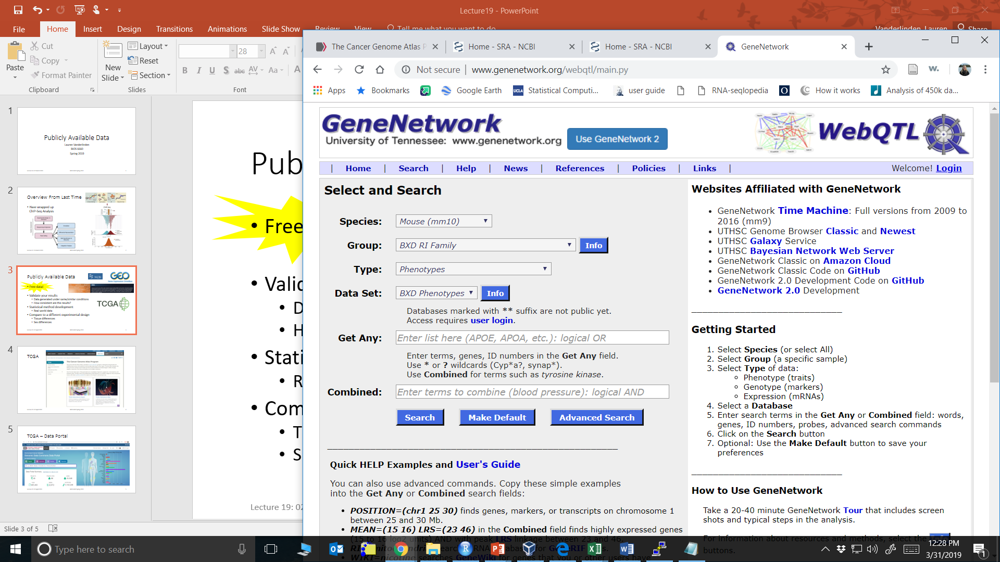 Lecture19 - PowerPoint
File Home Insert Design Transitions Animations Slide Show Review View Tell me what you want to do
Vanderlinden, Lauren Share
Cut
Copy
Format Painter
Paste
Clipboard
New
Slide
Layout
Reset
Section
Slides
28
B I U S abc AV Aa A
Font
1
Publicly Available Data
Lauren Vanderlinden
BIOS 6660
Spring 2019
2
Overview From Last Time
• Have wrapped up
ChIP-Seq Analysis
3
Publicly Available Data
NCBI
GEO
• Free data!
• Validate your results
• Data generated under same/similar conditions
• How consistent are the results?
• Statistical method development
• Real world data
• Compare to a different experimental design
• Tissue differences
• Sex differences
TCGA
4
TCGA
The Cancer Genome Atlas Program
5
TCGA – Data Portal
Pub
• Free
• Valid
• D
• H
• Stati
• R
• Com
• T
• S
Lecture 19: 02
Slide 3 of 5
The Cancer Genome Atlas P
Home - SRA - NCBI
Home - SRA - NCBI
GeneNetwork
Not secure | www.genenetwork.org/webqtl/main.py
w.
Apps Bookmarks Google Earth UCLA Statistical Computi... user guide RNA-seqlopedia O How it works Analysis of 450k da...
GeneNetwork
University of Tennessee: www.genenetwork.org
Use GeneNetwork 2
WebQTL
| Home | Search | Help | News | References | Policies | Links |
Welcome! Login
Select and Search
Species: Mouse (mm10)
Group: BXD RI Family Info
Type: Phenotypes
Data Set: BXD Phenotypes Info
Databases marked with ** suffix are not public yet.
Access requires user login.
Get Any: Enter list here (APOE, APOA, etc.): logical OR
Enter terms, genes, ID numbers in the Get Any field.
Use * or ? wildcards (Cyp*a?, synap*).
Use Combined for terms such as tyrosine kinase.
Combined: Enter terms to combine (blood pressure): logical AND
Search Make Default Advanced Search
Quick HELP Examples and User's Guide
You can also use advanced commands. Copy these simple examples
into the Get Any or Combined search fields:
• POSITION=(chr1 25 30) finds genes, markers, or transcripts on chromosome 1
between 25 and 30 Mb.
• MEAN=(15 16) LRS=(23 46) in the Combined field finds highly expressed genes
(15 to 16 log2 units) AND with peak LRS linkage between 23 and 46.
WIKI=nicotine searches GeneWiki for genes that you or other users have
Websites Affiliated with GeneNetwork
• GeneNetwork Time Machine: Full versions from 2009 to
2016 (mm9)
• UTHSC Genome Browser Classic and Newest
• UTHSC Galaxy Service
• UTHSC Bayesian Network Web Server
• GeneNetwork Classic on Amazon Cloud
• GeneNetwork Classic Code on GitHub
• GeneNetwork 2.0 Development Code on GitHub
• GeneNetwork 2.0 Development
Getting Started
1. Select Species (or select All)
2. Select Group (a specific sample)
3. Select Type of data:
Phenotype (traits)
Genotype (markers)
Expression (mRNAs)
4. Select a Database
5. Enter search terms in the Get Any or Combined field: words,
genes, ID numbers, probes, advanced search commands
6. Click on the Search button
7. Optional: Use the Make Default button to save your
preferences
How to Use GeneNetwork
Take a 20-40 minute GeneNetwork Tour that includes screen
shots and typical steps in the analysis.
For information about resources and methods, select the
buttons.
Type here to search
12:28 PM
3/31/2019
1